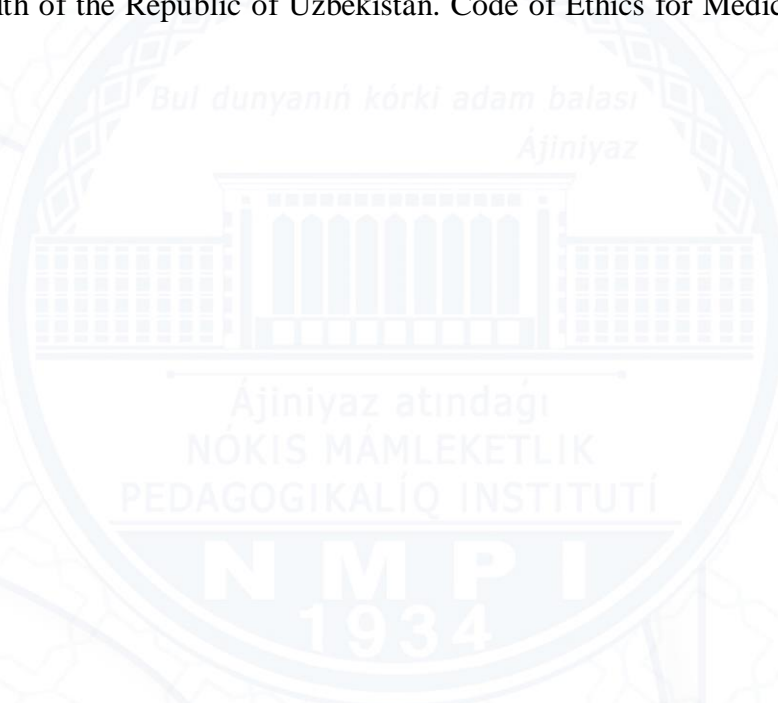 lth of the Republic of Uzbekistan. Code of Ethics for Medic
Bul dunyanıń kórki adam balası
Ájiniyaz
Ájiniyaz atındaǵı
NÓKIS MÁMLEKETLIK
PEDAGOGIKALÍQ INSTITUTÍ
NMPI
1934